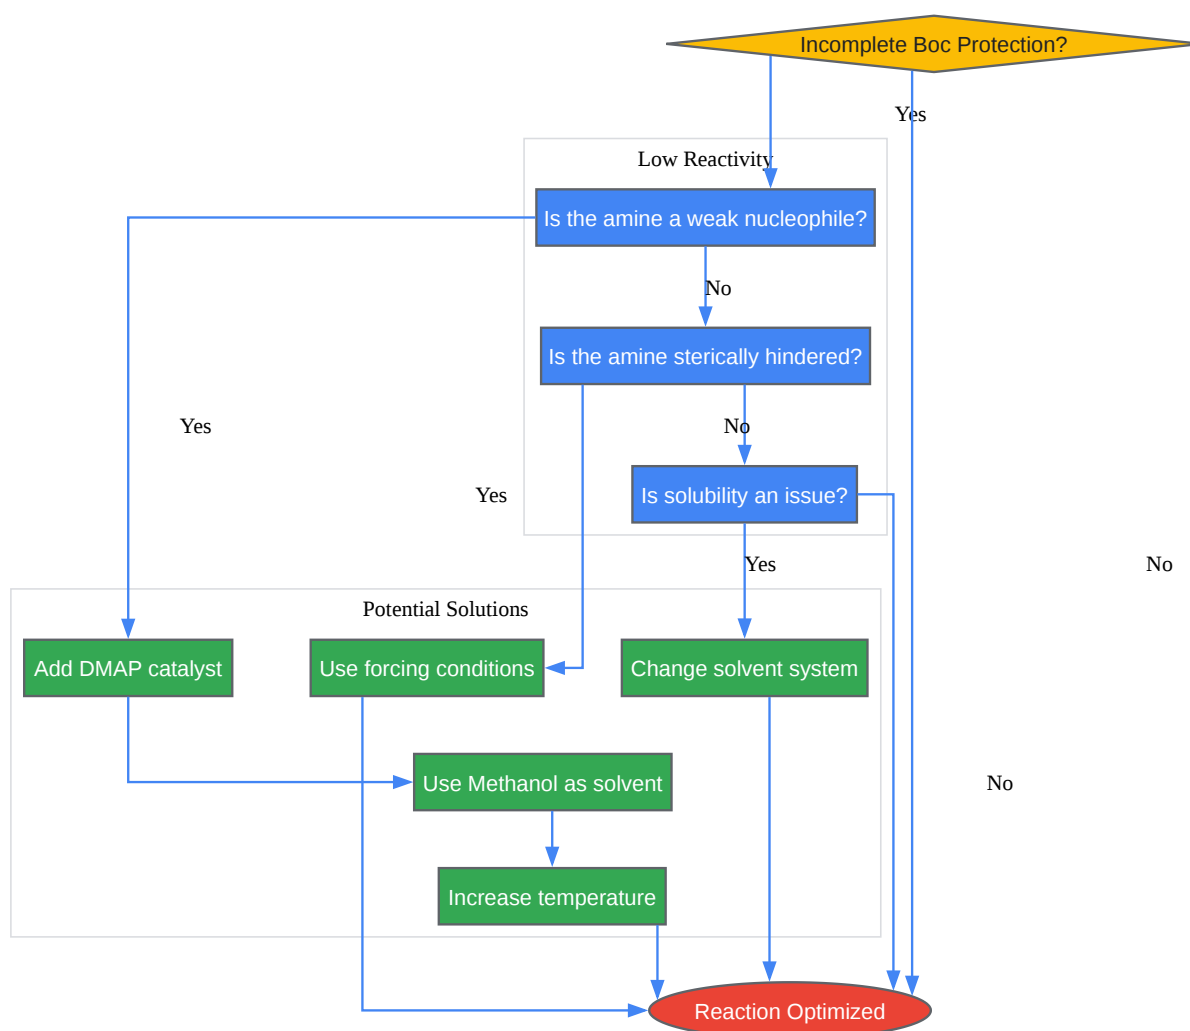 Incomplete Boc Protection?
Yes
Low Reactivity
Is the amine a weak nucleophile?
No
Is the amine sterically hindered?
Yes
No
Yes
Is solubility an issue?
Yes
No
Potential Solutions
Add DMAP catalyst
Use forcing conditions
Change solvent system
Use Methanol as solvent
No
Increase temperature
Reaction Optimized